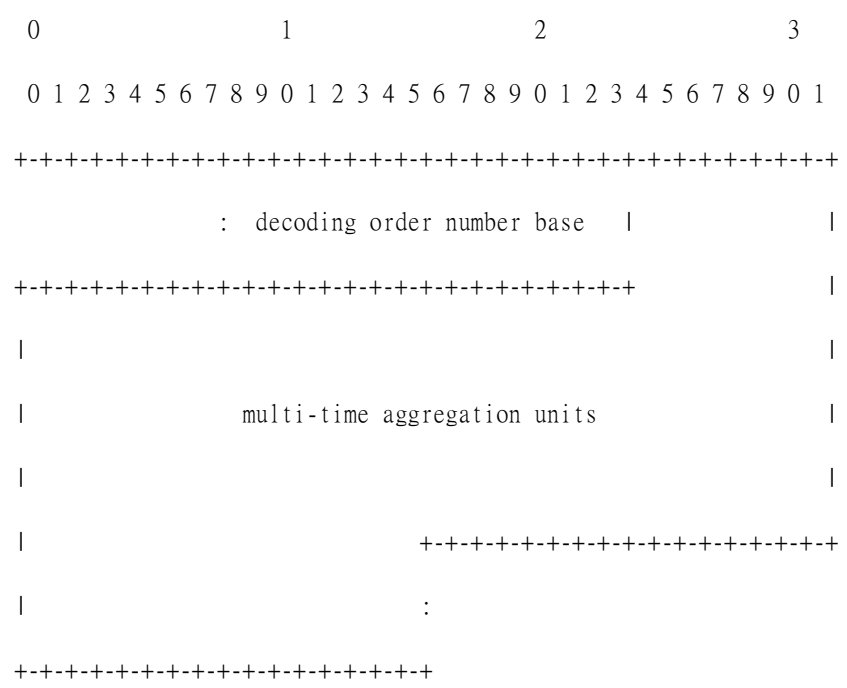 0                   1                   2                   3
0 1 2 3 4 5 6 7 8 9 0 1 2 3 4 5 6 7 8 9 0 1 2 3 4 5 6 7 8 9 0 1
+-+-+-+-+-+-+-+-+-+-+-+-+-+-+-+-+-+-+-+-+-+-+-+-+-+-+-+-+-+-+-+-+
                :  decoding order number base   |               |
+-+-+-+-+-+-+-+-+-+-+-+-+-+-+-+-+-+-+-+-+-+-+-+-+               |
|                                                               |
|                 multi-time aggregation units                  |
|                                                               |
|                               +-+-+-+-+-+-+-+-+-+-+-+-+-+-+-+-+
|                               :
+-+-+-+-+-+-+-+-+-+-+-+-+-+-+-+-+